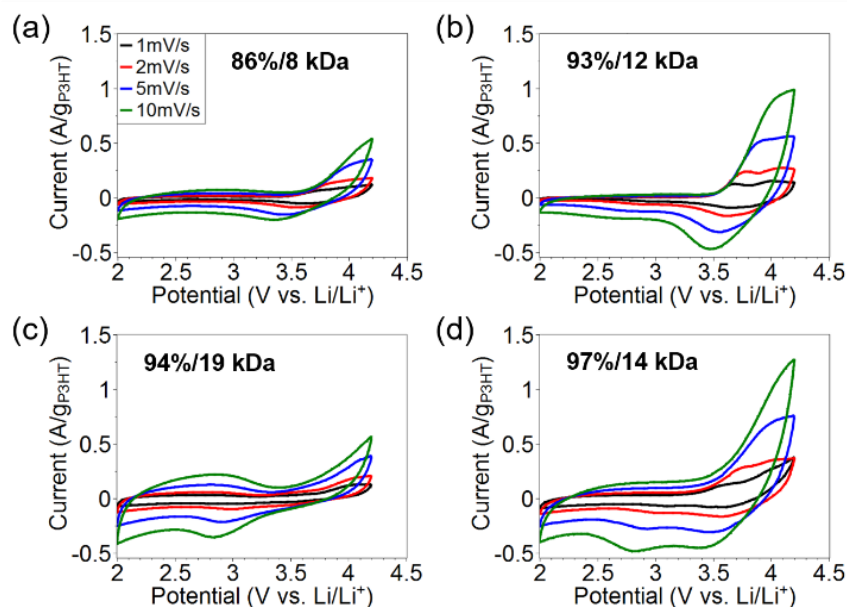 (a)
1.5
1
0.5
0
-0.5
Current (A/gP3HT)
1mV/s
2mV/s
5mV/s
10mV/s
86%/8 kDa
2 2.5 3 3.5 4 4.5
Potential (V vs. Li/Li⁺)
(b)
1.5
1
0.5
0
-0.5
Current (A/gP3HT)
93%/12 kDa
2 2.5 3 3.5 4 4.5
Potential (V vs. Li/Li⁺)
(c)
1.5
1
0.5
0
-0.5
Current (A/gP3HT)
94%/19 kDa
2 2.5 3 3.5 4 4.5
Potential (V vs. Li/Li⁺)
(d)
1.5
1
0.5
0
-0.5
Current (A/gP3HT)
97%/14 kDa
2 2.5 3 3.5 4 4.5
Potential (V vs. Li/Li⁺)